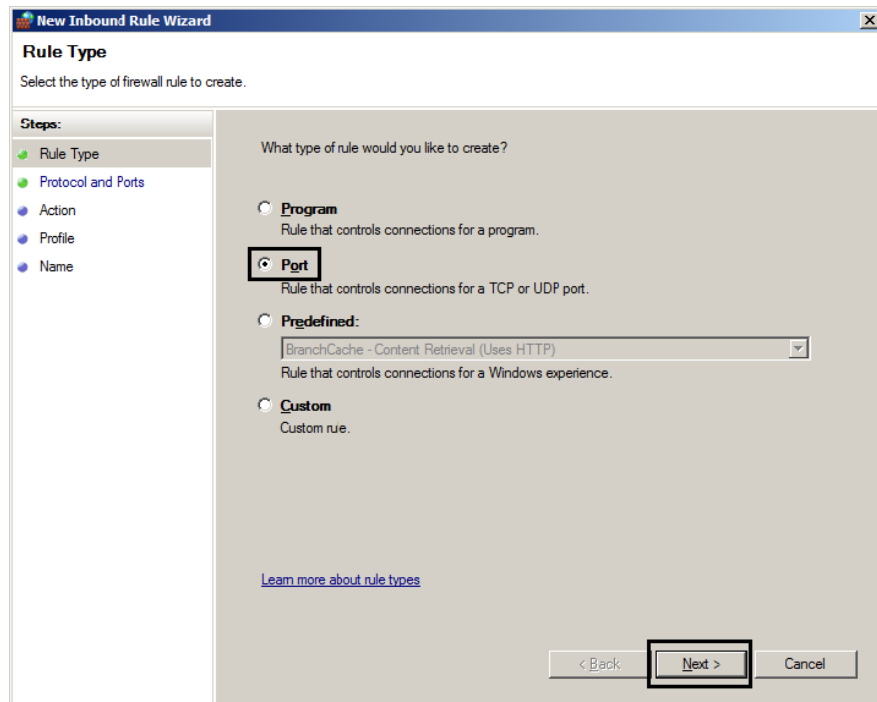 New Inbound Rule Wizard
Rule Type
Select the type of firewall rule to create.
Steps:
Rule Type
Protocol and Ports
Action
Profile
Name
What type of rule would you like to create?
Program
Rule that controls connections for a program.
Port
Rule that controls connections for a TCP or UDP port.
Predefined:
BranchCache - Content Retrieval (Uses HTTP)
Rule that controls connections for a Windows experience.
Custom
Custom rule.
Learn more about rule types
< Back
Next >
Cancel